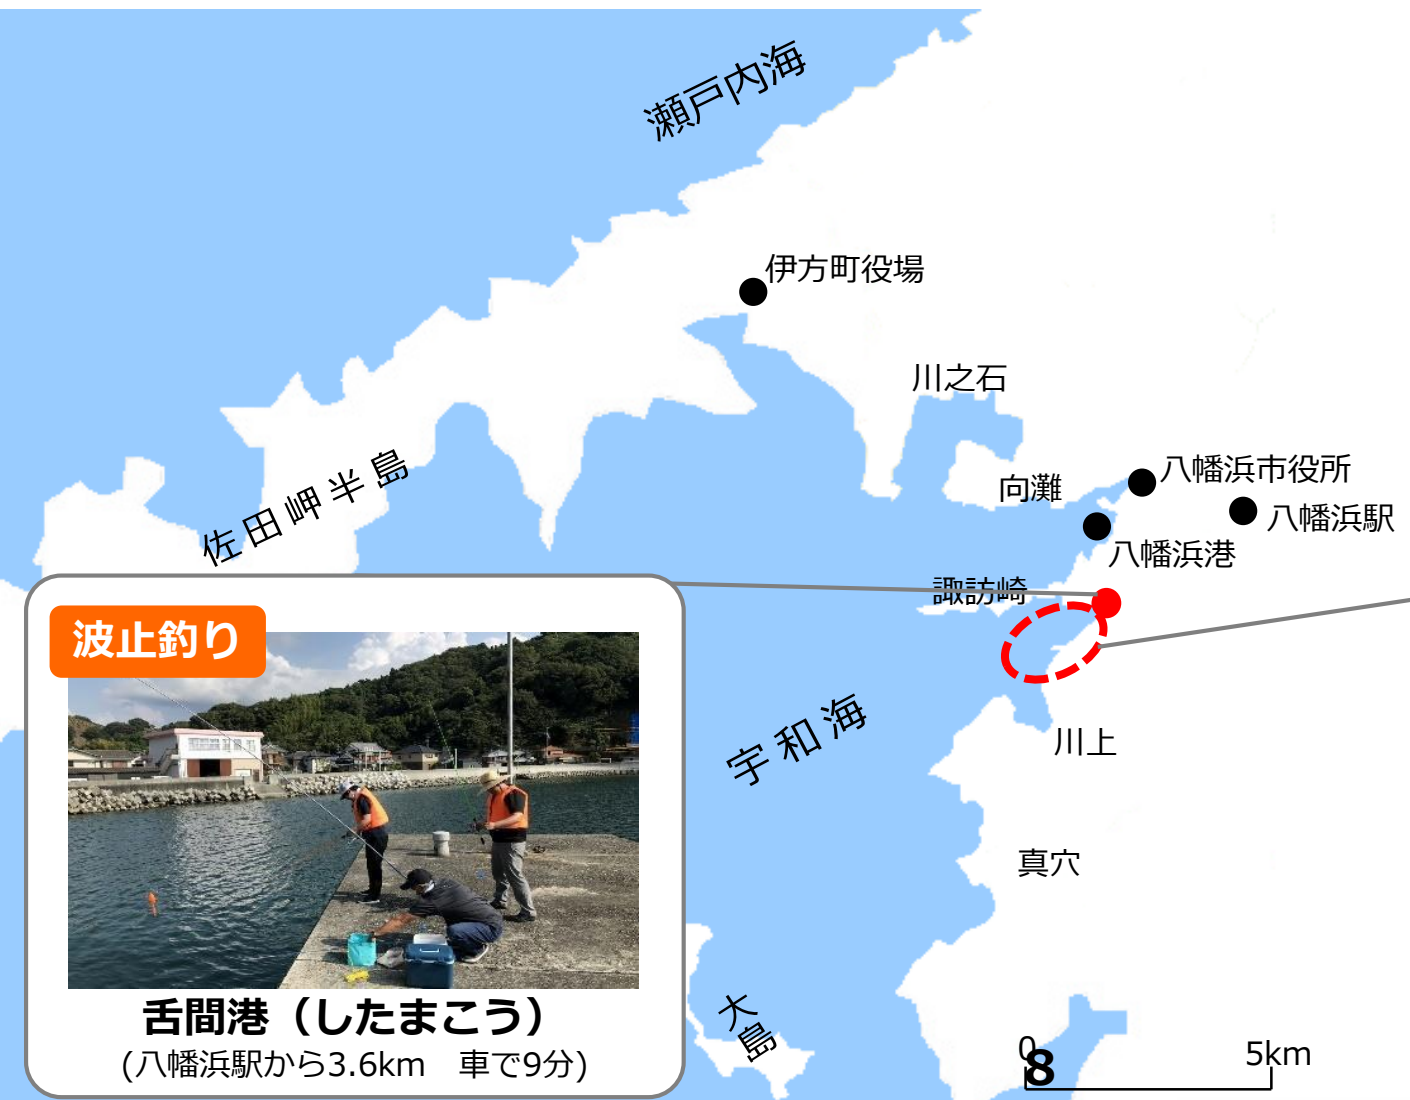 瀬戸内海
伊方町役場
川之石
八幡浜市役所
向灘
八幡浜駅
八幡浜港
佐田岬半島
諏訪崎
波止釣り
宇和海
川上
真穴
大島
舌間港（したまこう）
(八幡浜駅から3.6km　車で9分)
0
5km
8